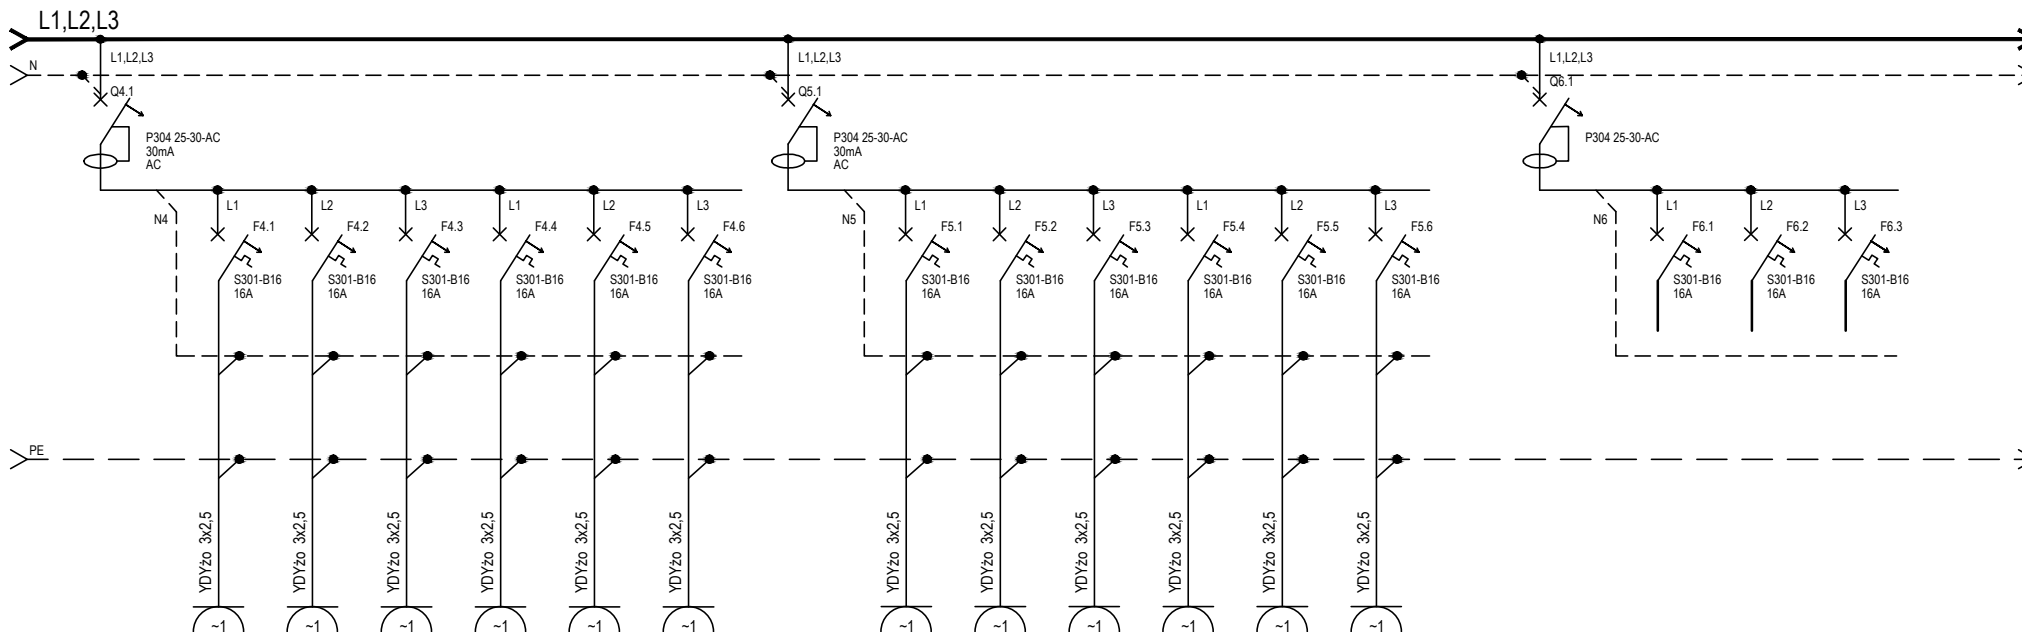 L1,L2,L3
L1,L2,L3
L1,L2,L3
L1,L2,L3
N
Q4.1
Q5.1
Q6.1
P304 25-30-AC
30mA
AC
P304 25-30-AC
30mA
AC
P304 25-30-AC
N4
L1
L2
L3
L1
L2
L3
N5
L1
L2
L3
L1
L2
L3
N6
L1
L2
L3
F4.1
F4.2
F4.3
F4.4
F4.5
F4.6
F5.1
F5.2
F5.3
F5.4
F5.5
F5.6
F6.1
F6.2
F6.3
S301-B16
16A
S301-B16
16A
S301-B16
16A
S301-B16
16A
S301-B16
16A
S301-B16
16A
S301-B16
16A
S301-B16
16A
S301-B16
16A
S301-B16
16A
S301-B16
16A
S301-B16
16A
S301-B16
16A
S301-B16
16A
S301-B16
16A
PE
YDYżo 3x2,5
YDYżo 3x2,5
YDYżo 3x2,5
YDYżo 3x2,5
YDYżo 3x2,5
YDYżo 3x2,5
YDYżo 3x2,5
YDYżo 3x2,5
YDYżo 3x2,5
YDYżo 3x2,5
YDYżo 3x2,5
YDYżo 3x2,5
~1
~1
~1
~1
~1
~1
~1
~1
~1
~1
~1
~1